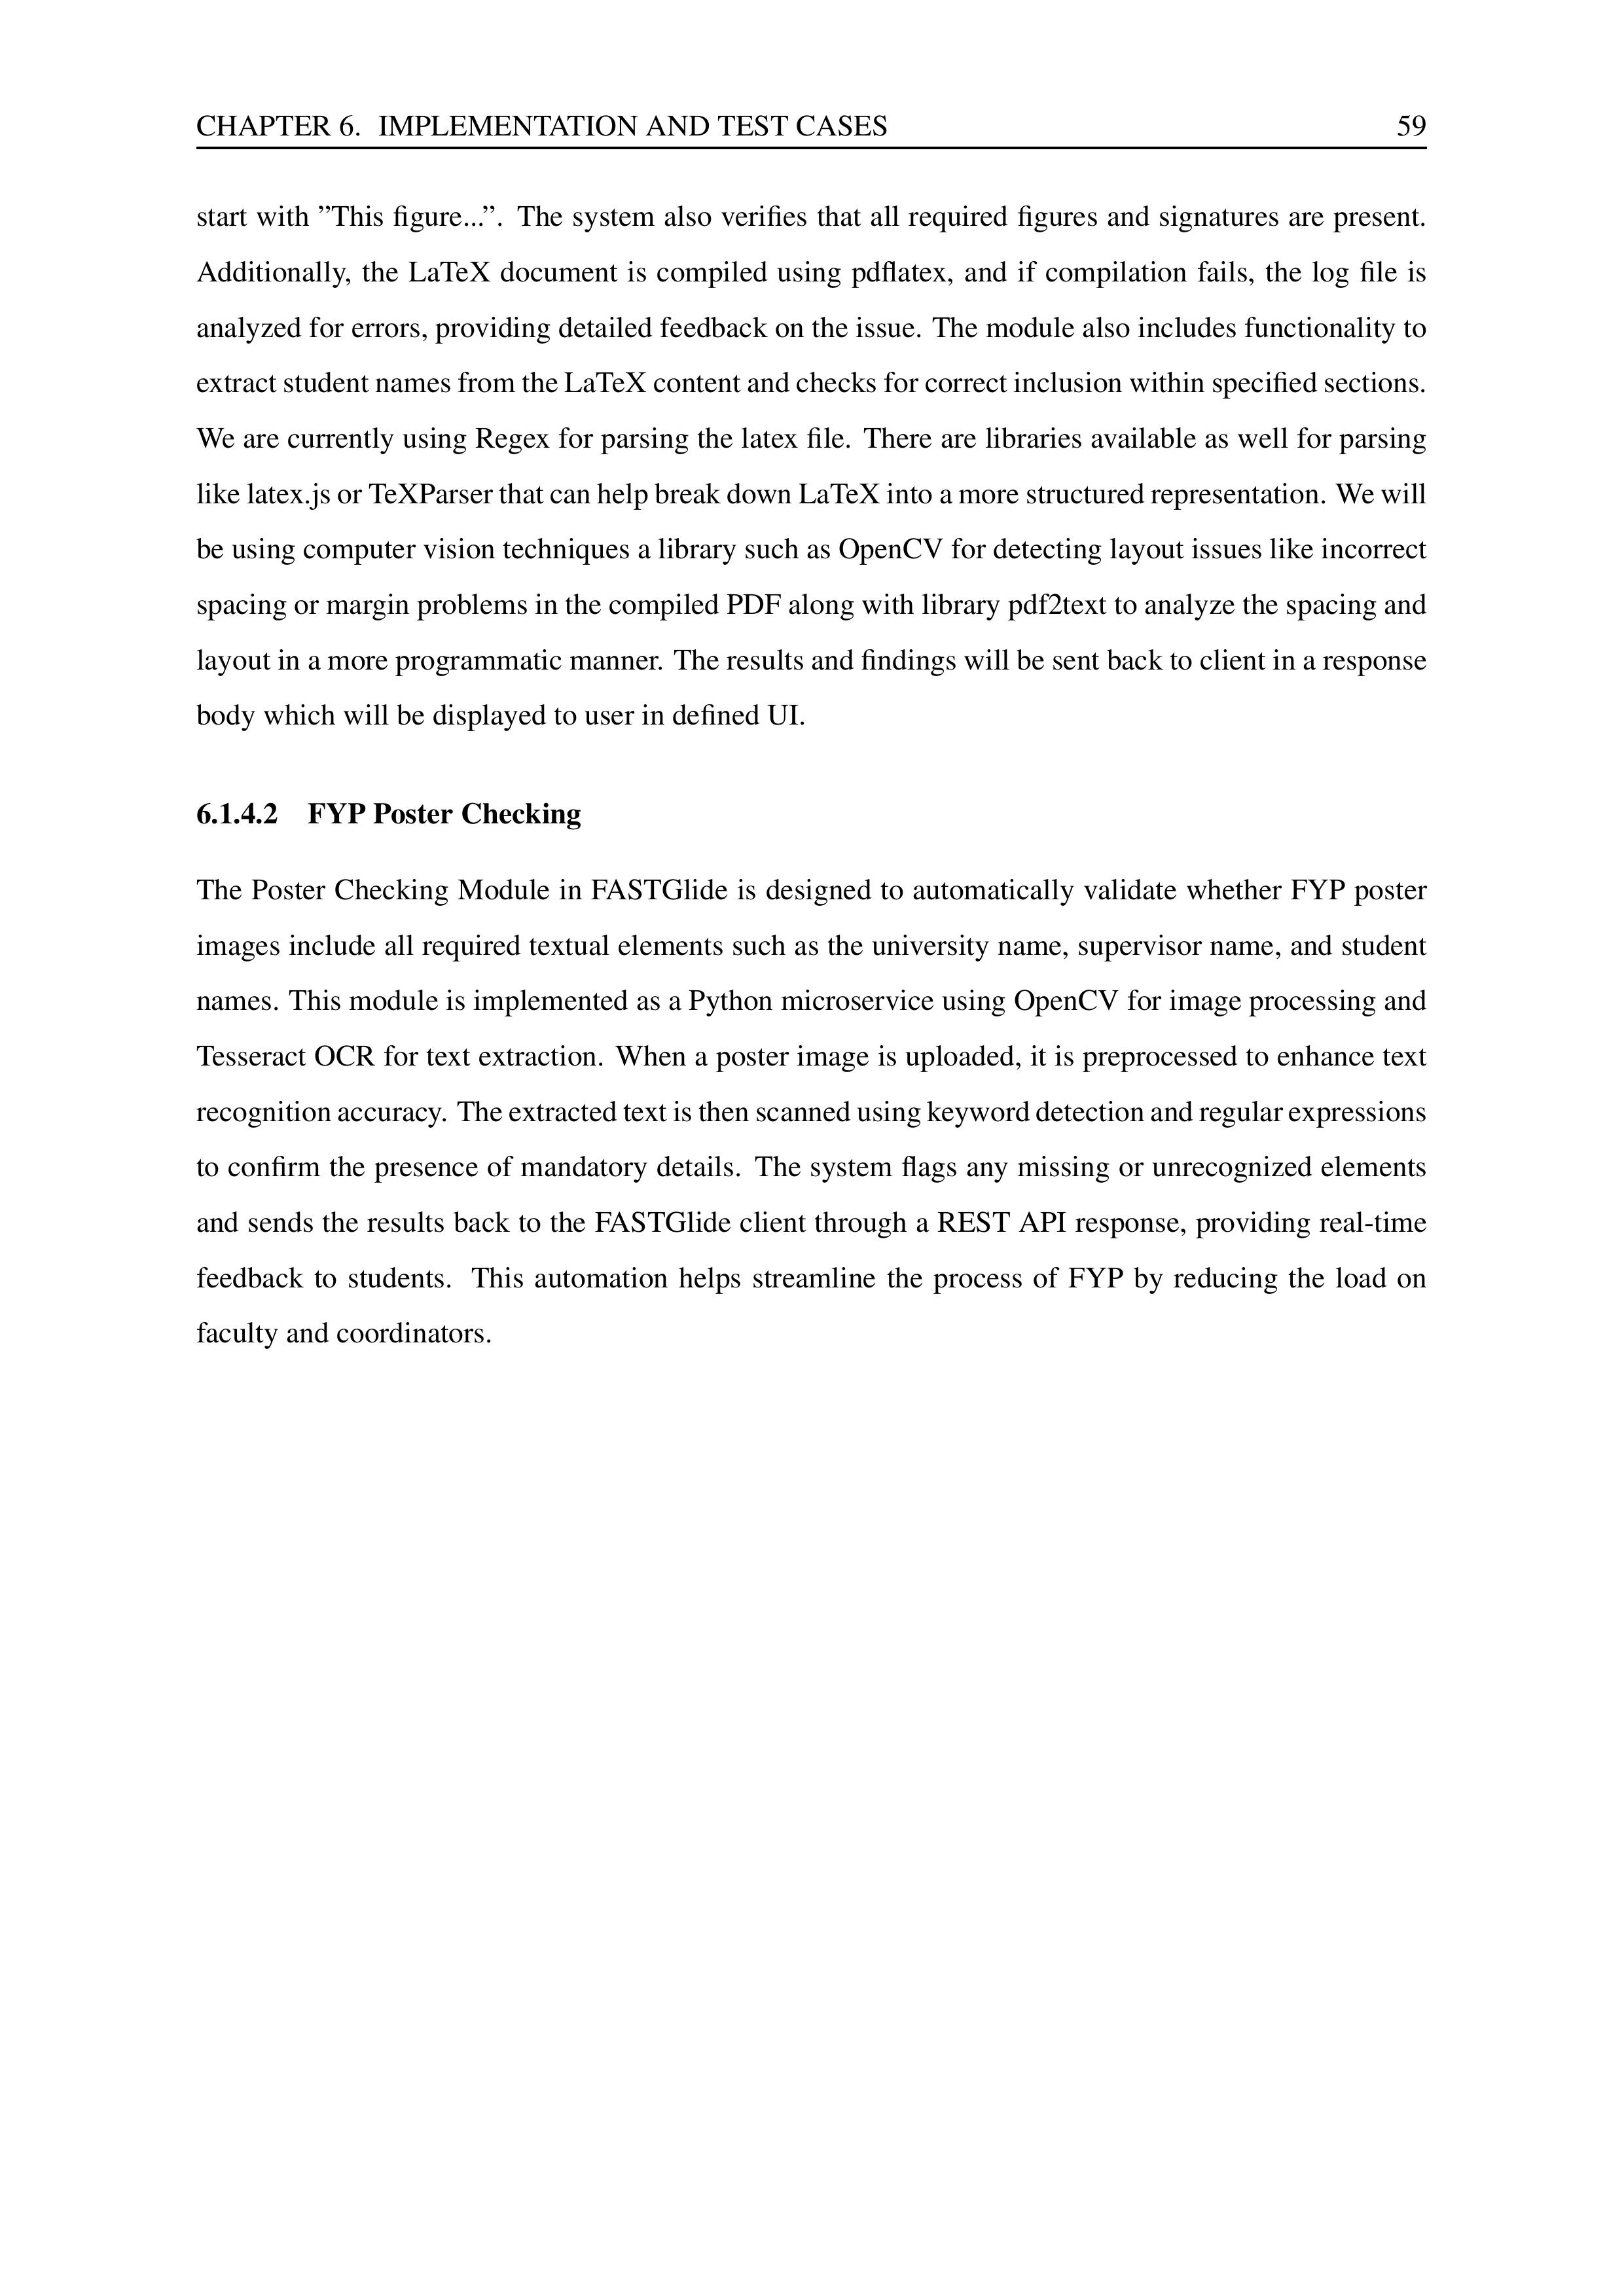 CHAPTER 6. IMPLEMENTATION AND TEST CASES 59
start with ”This figure...”. The system also verifies that all required figures and signatures are present.
Additionally, the LaTeX document is compiled using pdflatex, and if compilation fails, the log file is
analyzed for errors, providing detailed feedback on the issue. The module also includes functionality to
extract student names from the LaTeX content and checks for correct inclusion within specified sections.
We are currently using Regex for parsing the latex file. There are libraries available as well for parsing
like latex.js or TeXParser that can help break down LaTeX into a more structured representation. We will
be using computer vision techniques a library such as OpenCV for detecting layout issues like incorrect
spacing or margin problems in the compiled PDF along with library pdf2text to analyze the spacing and
layout in a more programmatic manner. The results and findings will be sent back to client in a response
body which will be displayed to user in defined UI.
6.1.4.2 FYP Poster Checking
The Poster Checking Module in FASTGlide is designed to automatically validate whether FYP poster
images include all required textual elements such as the university name, supervisor name, and student
names. This module is implemented as a Python microservice using OpenCV for image processing and
Tesseract OCR for text extraction. When a poster image is uploaded, it is preprocessed to enhance text
recognition accuracy. The extracted text is then scanned using keyword detection and regular expressions
to confirm the presence of mandatory details. The system flags any missing or unrecognized elements
and sends the results back to the FASTGlide client through a REST API response, providing real-time
feedback to students. This automation helps streamline the process of FYP by reducing the load on
faculty and coordinators.